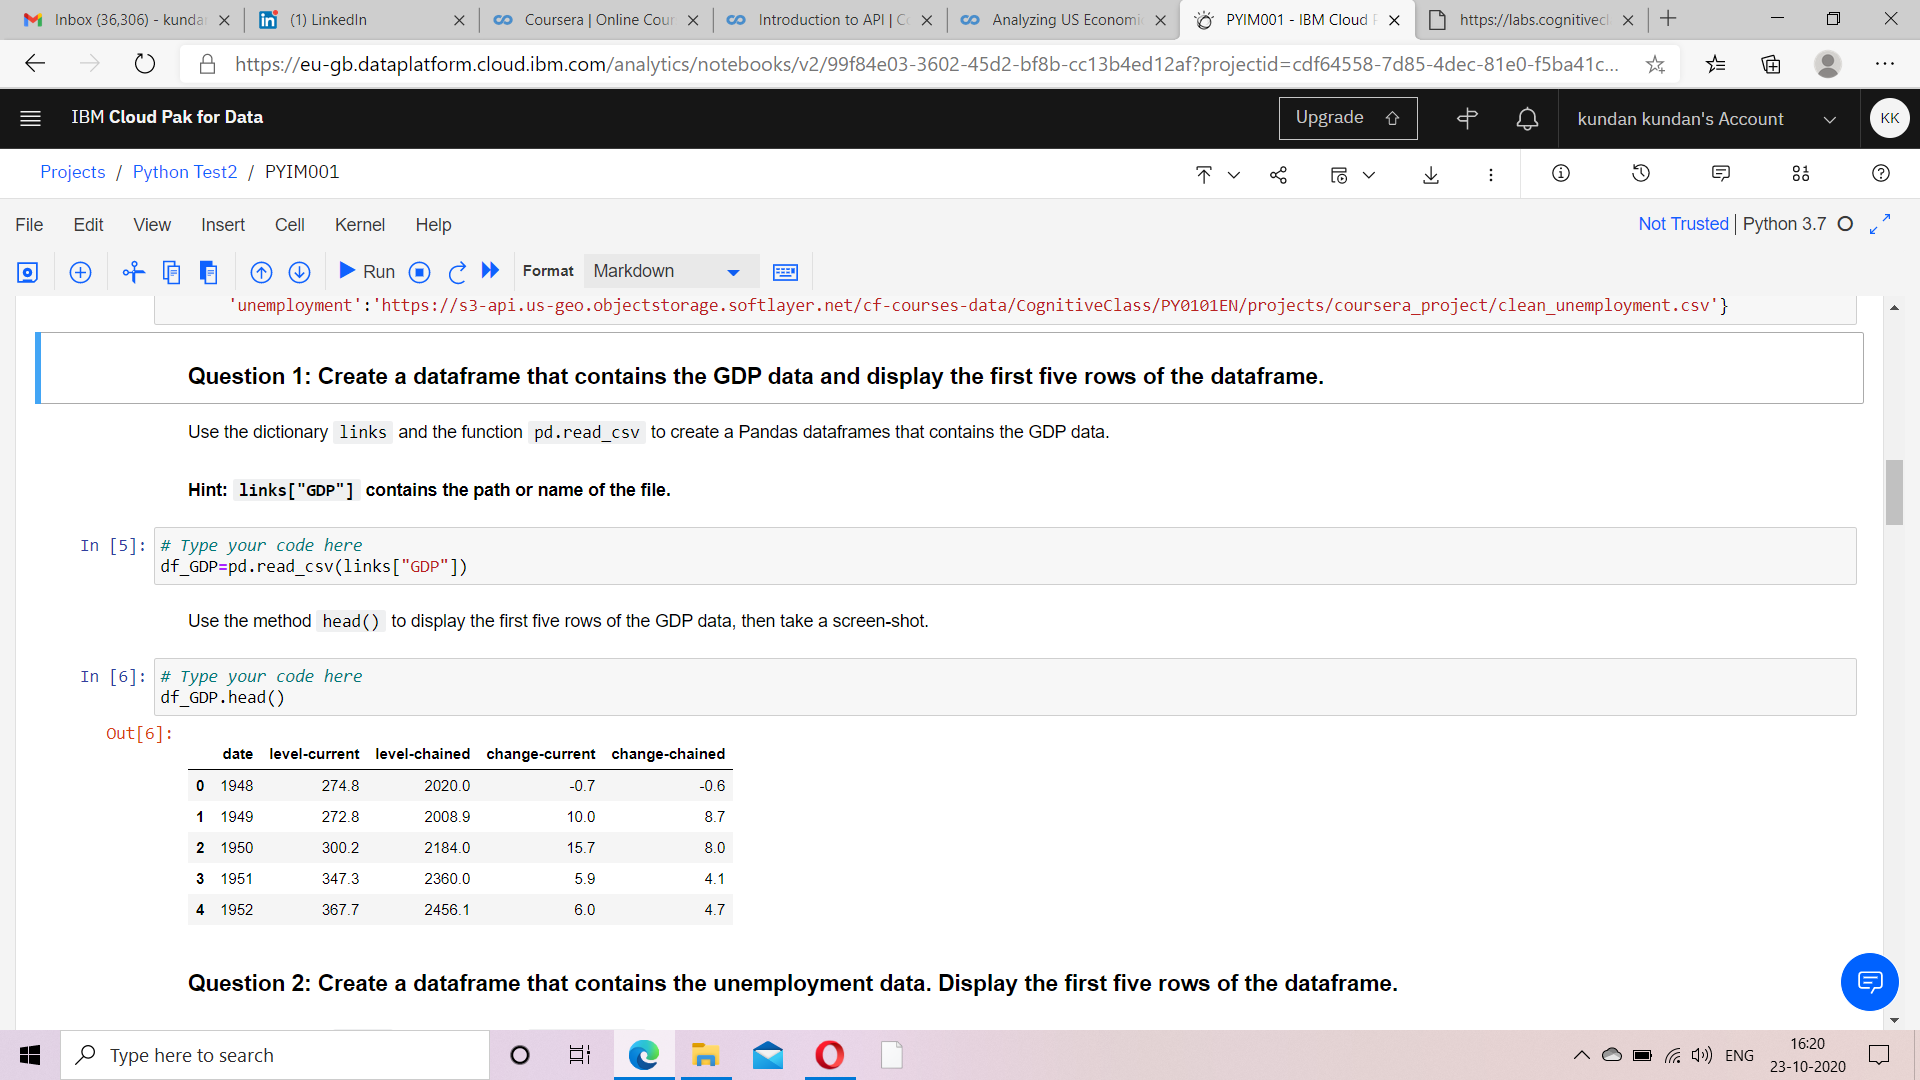 Inbox (36,306) - kunda
(1) LinkedIn
Coursera | Online Cour
Introduction to API | Co
Analyzing US Economi
PYIM001 - IBM Cloud P
https://labs.cognitivecl
https://eu-gb.dataplatform.cloud.ibm.com/analytics/notebooks/v2/99f84e03-3602-45d2-bf8b-cc13b4ed12af?projectid=cdf64558-7d85-4dec-81e0-f5ba41c...
IBM Cloud Pak for Data
Upgrade
kundan kundan's Account
KK
Projects / Python Test2 / PYIM001
File Edit View Insert Cell Kernel Help
Not Trusted | Python 3.7
Run
Format
Markdown
'unemployment':'https://s3-api.us-geo.objectstorage.softlayer.net/cf-courses-data/CognitiveClass/PY0101EN/projects/coursera_project/clean_unemployment.csv'}
Question 1: Create a dataframe that contains the GDP data and display the first five rows of the dataframe.
Use the dictionary links and the function pd.read_csv to create a Pandas dataframes that contains the GDP data.
Hint: links["GDP"] contains the path or name of the file.
In [5]: # Type your code here
df_GDP=pd.read_csv(links["GDP"])
Use the method head() to display the first five rows of the GDP data, then take a screen-shot.
In [6]: # Type your code here
df_GDP.head()
Out[6]:
date level-current level-chained change-current change-chained
0 1948 274.8 2020.0 -0.7 -0.6
1 1949 272.8 2008.9 10.0 8.7
2 1950 300.2 2184.0 15.7 8.0
3 1951 347.3 2360.0 5.9 4.1
4 1952 367.7 2456.1 6.0 4.7
Question 2: Create a dataframe that contains the unemployment data. Display the first five rows of the dataframe.
Type here to search
ENG
16:20
23-10-2020